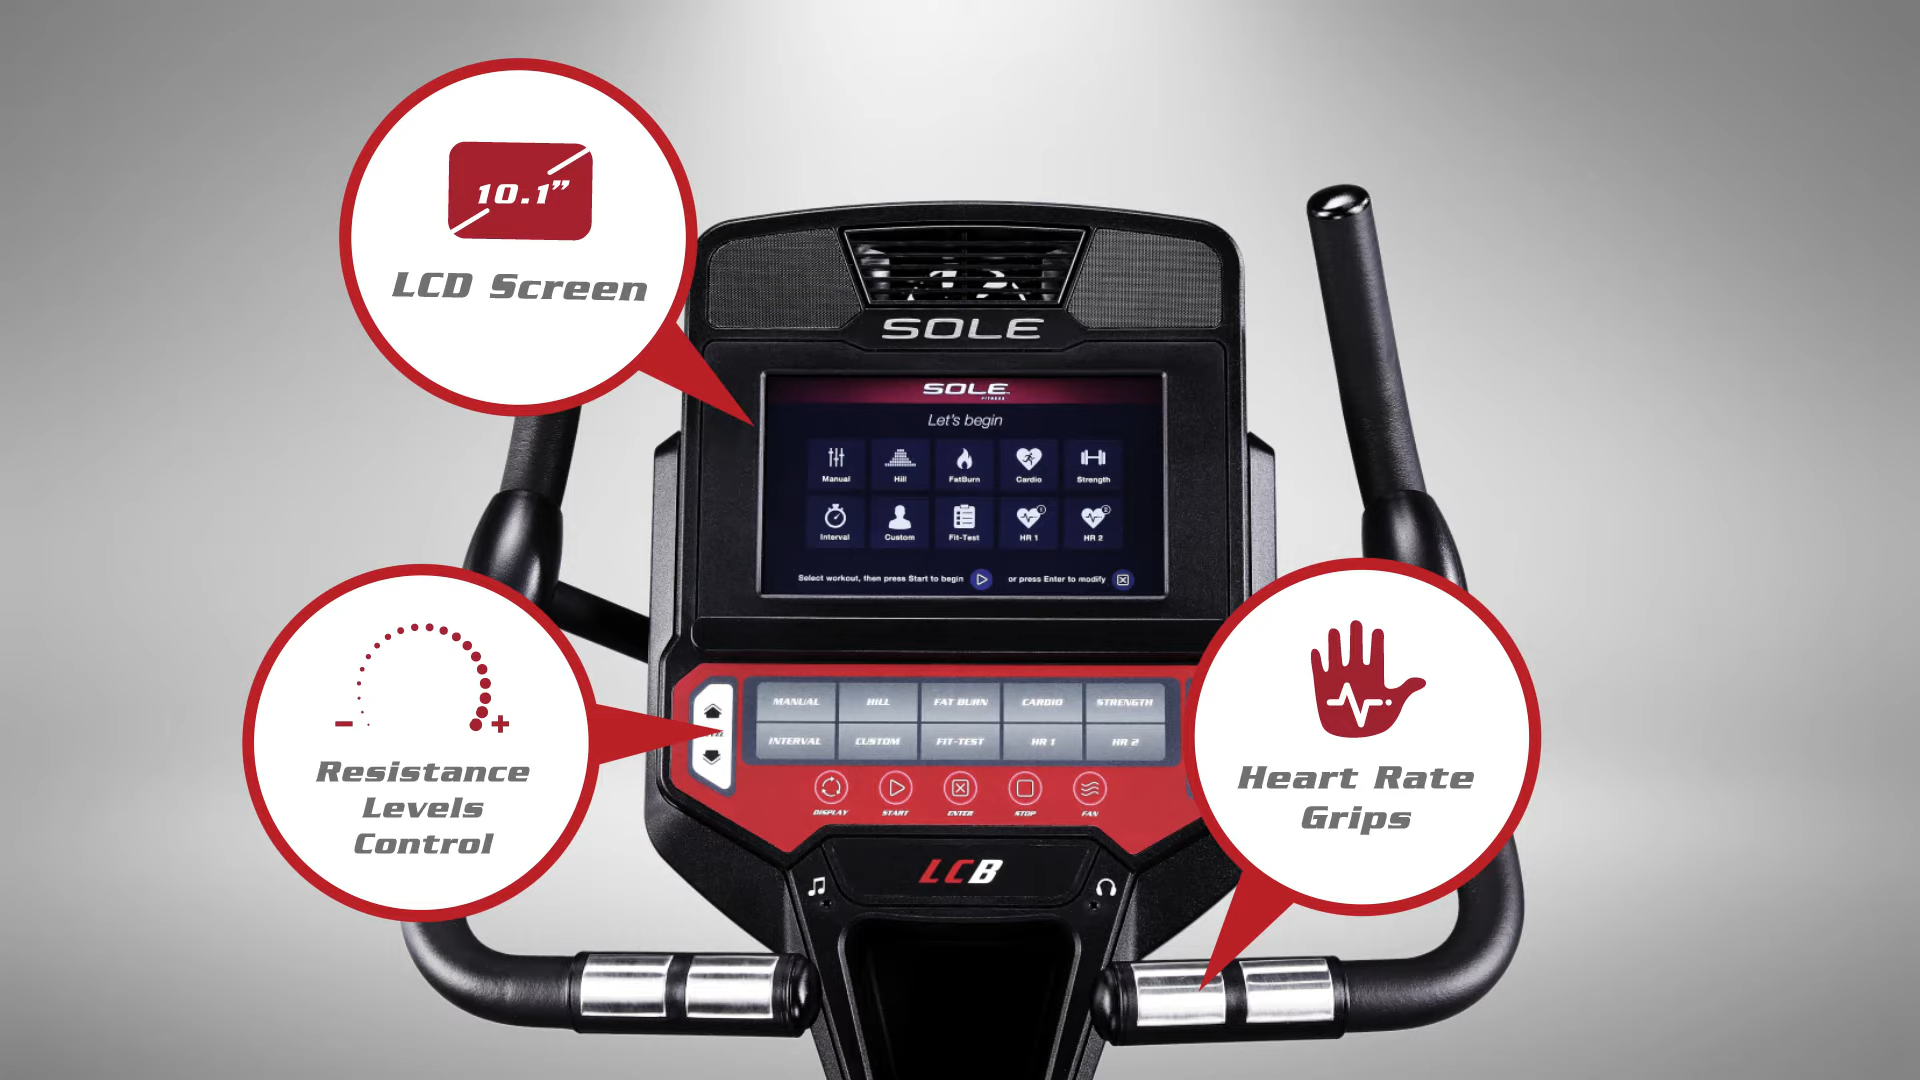 10.1”
LCD Screen
SOLE
SOLE
FITNESS
Let's begin
Manual
Hill
FatBurn
Cardio
Strength
Interval
Custom
Fit-Test
HR 1
HR 2
Select workout, then press Start to begin
or press Enter to modify
Resistance
Levels
Control
MANUAL
HILL
FAT BURN
CARDIO
STRENGTH
INTERVAL
CUSTOM
FIT-TEST
HR 1
HR 2
DISPLAY
START
ENTER
STOP
FAN
Heart Rate
Grips
LCB